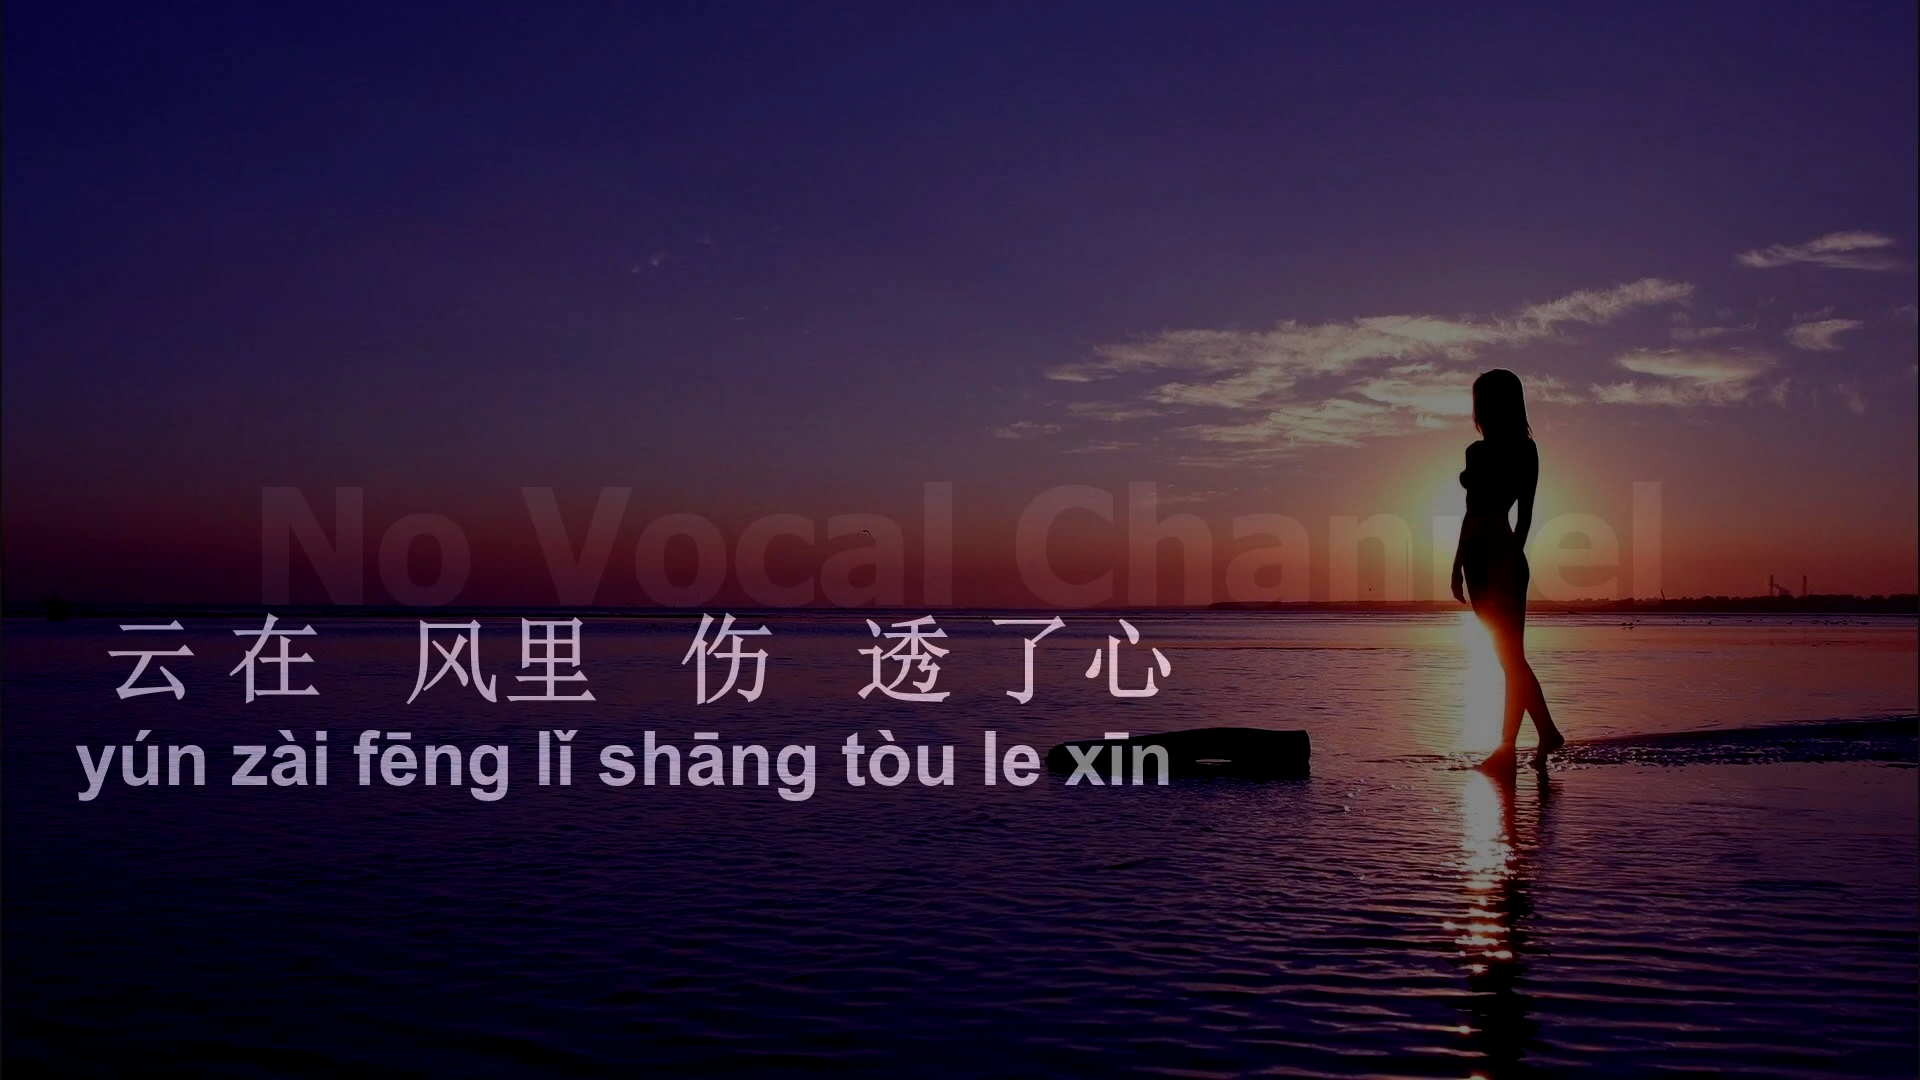 No Vocal Channel
云在 风里 伤 透了心
yún zài fēng lǐ shāng tòu le xīn